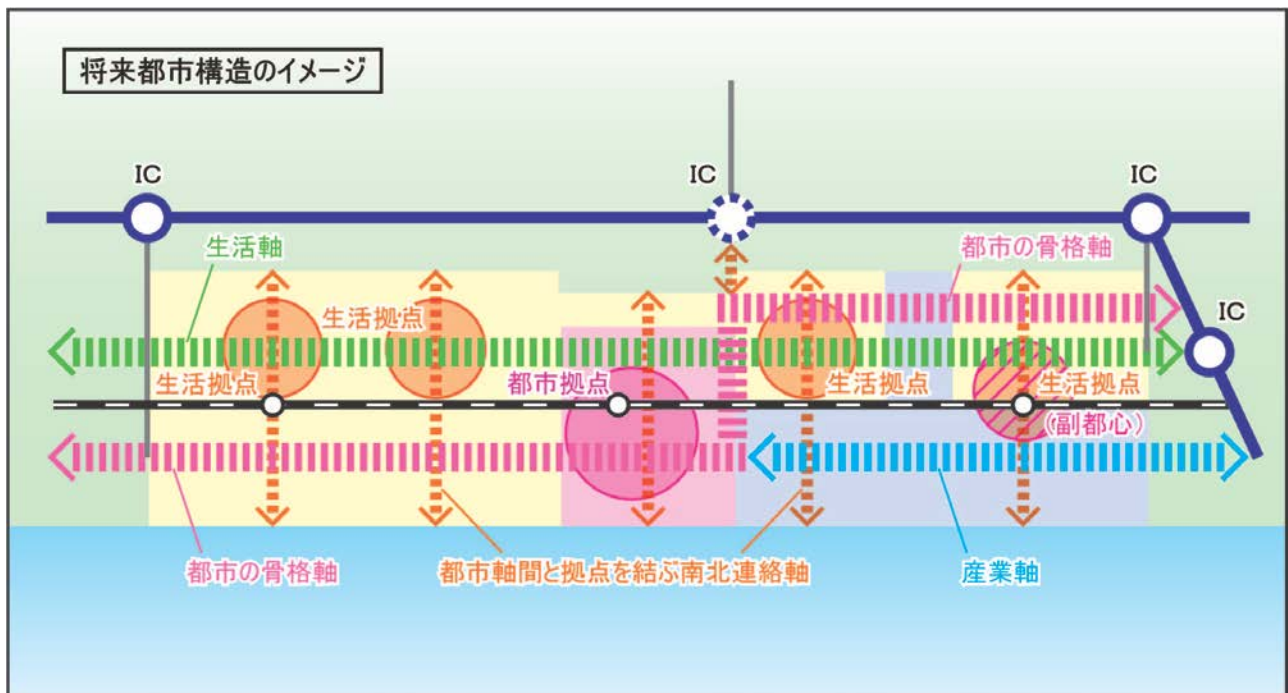 将来都市構造のイメージ
IC
IC
IC
生活軸
都市の骨格軸
IC
生活拠点
生活拠点
都市拠点
生活拠点
生活拠点
(副都心)
都市の骨格軸
都市軸間と拠点を結ぶ南北連絡軸
産業軸